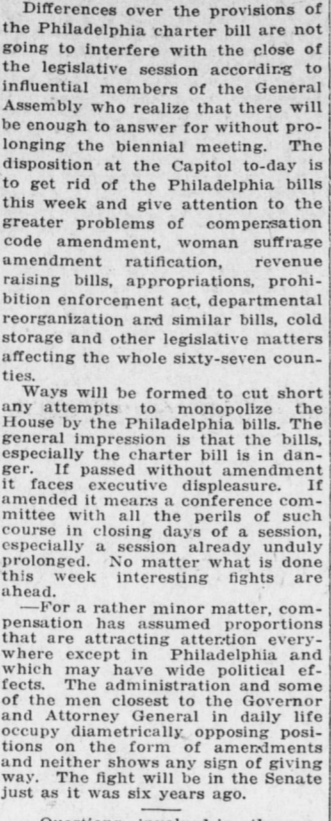 Differences over the provisions of
the Philadelphia charter bill are not
going to interfere with the close of
the legislative session according to
influential members of the General
Assembly who realize that there will
be enough to answer for without pro-
longing the biennial meeting. The
disposition at the Capitol to-day is
to get rid of the Philadelphia bills
this week and give attention to the
greater problems of compensation
code amendment, woman suffrage
amendment ratification, revenue
raising bills, appropriations, prohi-
bition enforcement act, departmental
reorganization and similar bills, cold
storage and other legislative matters
affecting the whole sixty-seven coun-
ties.
Ways will be formed to cut short
any attempts to monopolize the
House by the Philadelphia bills. The
general impression is that the bills,
especially the charter bill is in dan-
ger. If passed without amendment
it faces executive displeasure. If
amended it means a conference com-
mittee with all the perils of such
course in closing days of a session,
especially a session already unduly
prolonged. No matter what is done
this week interesting fights are
ahead.
—For a rather minor matter, com-
pensation has assumed proportions
that are attracting attention every-
where except in Philadelphia and
which may have wide political ef-
fects. The administration and some
of the men closest to the Governor
and Attorney General in daily life
occupy diametrically opposing posi-
tions on the form of amendments
and neither shows any sign of giving
way. The fight will be in the Senate
just as it was six years ago.